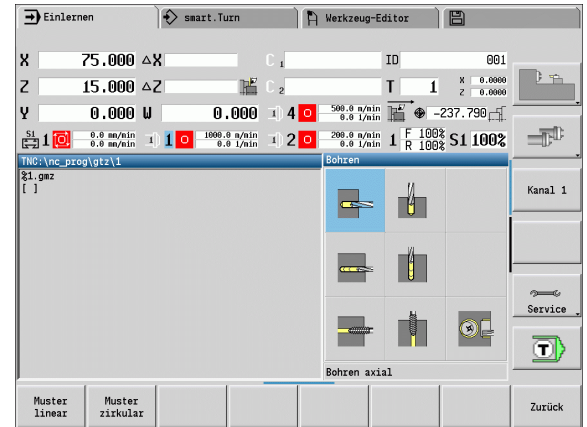 Einlernen smart.Turn Werkzeug-Editor
X 75.000 △X C 1 ID 001
Z 15.000 △Z C 2 T 1 X 0.0000 Z 0.0000
Y 0.000 W 0.000 4 500.0 m/min 0.0 1/min -237.790
S1 1 0.0 mm/min 0.0 mm/min 1 1000.0 m/min 0.0 1/min 2 200.0 m/min 0.0 1/min 1 F 100% R 100% S1 100%
TNC:\nc_prog\gtz\1 Bohren
%1.gmz
[ ]
Kanal 1
Service
T
Bohren axial
Muster linear Muster zirkular Zurück